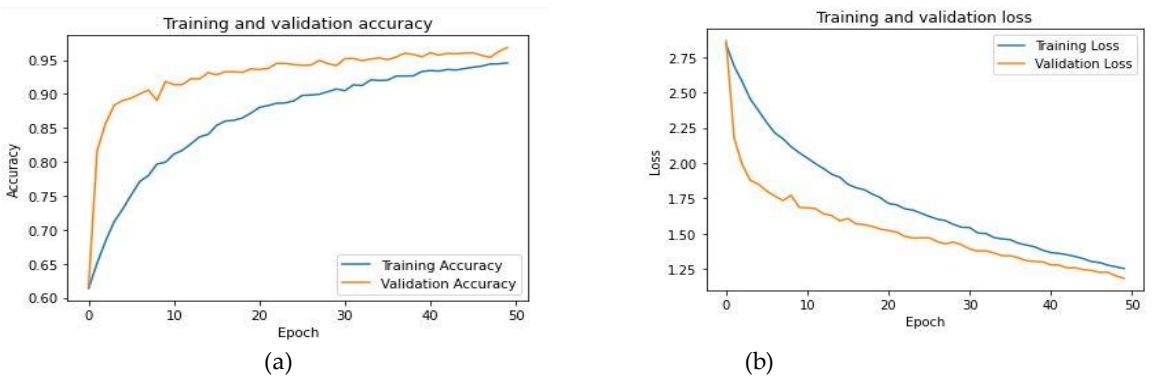 Training and validation accuracy
0.95
0.90
0.85
0.80
0.75
0.70
0.65
0.60
Accuracy
Training Accuracy
Validation Accuracy
0 10 20 30 40 50
Epoch
(a)
Training and validation loss
2.75
2.50
2.25
2.00
1.75
1.50
1.25
Loss
Training Loss
Validation Loss
0 10 20 30 40 50
Epoch
(b)